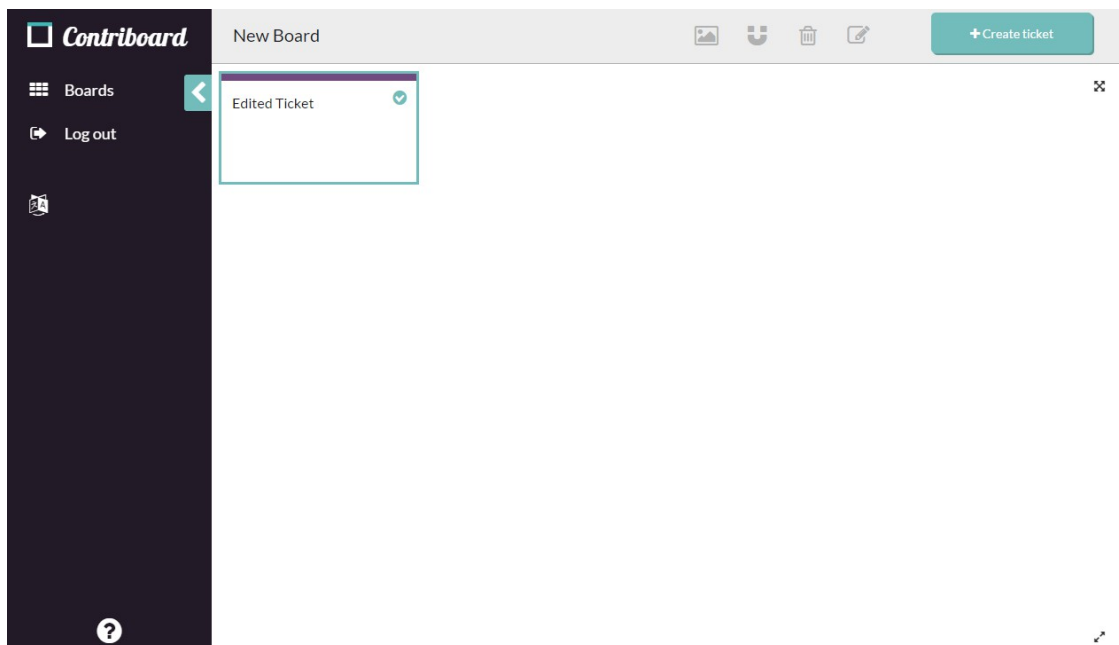 Contriboard
New Board
+ Create ticket
Boards
Log out
Edited Ticket